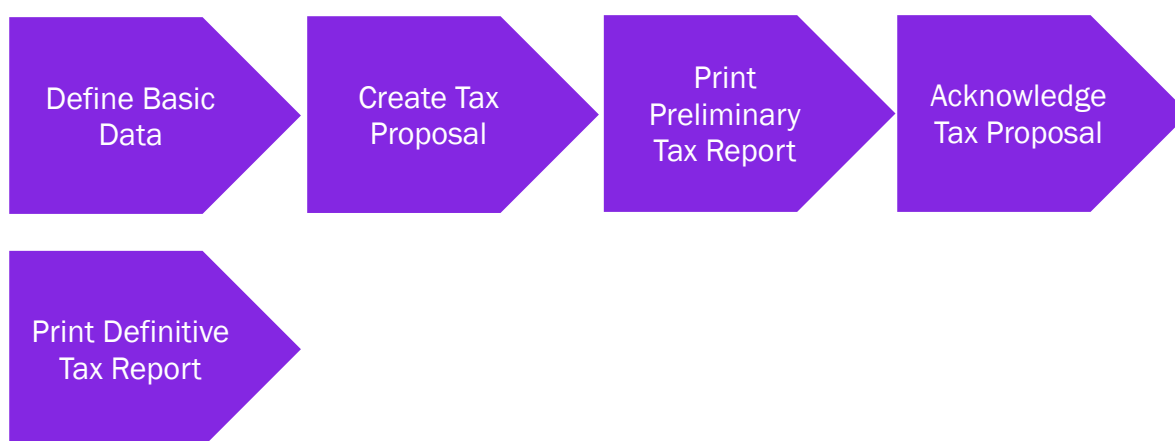 Define Basic
Data
Create Tax
Proposal
Print
Preliminary
Tax Report
Acknowledge
Tax Proposal
Print Definitive
Tax Report